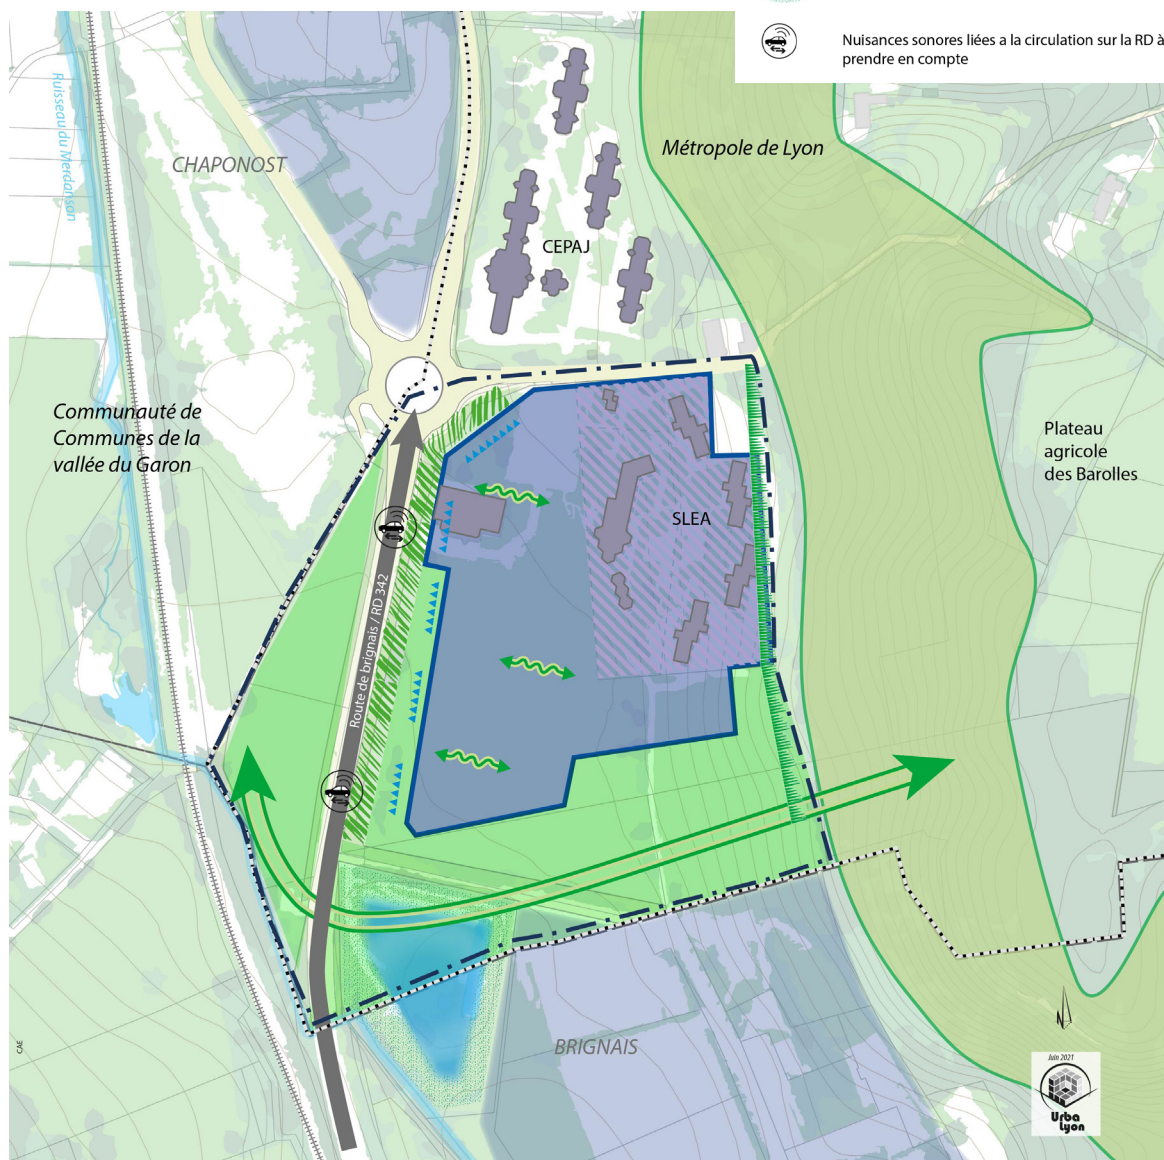 Nuisances sonores liées a la circulation sur la RD à
prendre en compte
Ruisseau du Merdanson
CHAPONOST
Métropole de Lyon
CEPAJ
Communauté de
Communes de la
vallée du Garon
Plateau
agricole
des Barolles
SLEA
Route de brignais / RD 342
BRIGNAIS
CAE
N
Juin 2021
Urba
Lyon